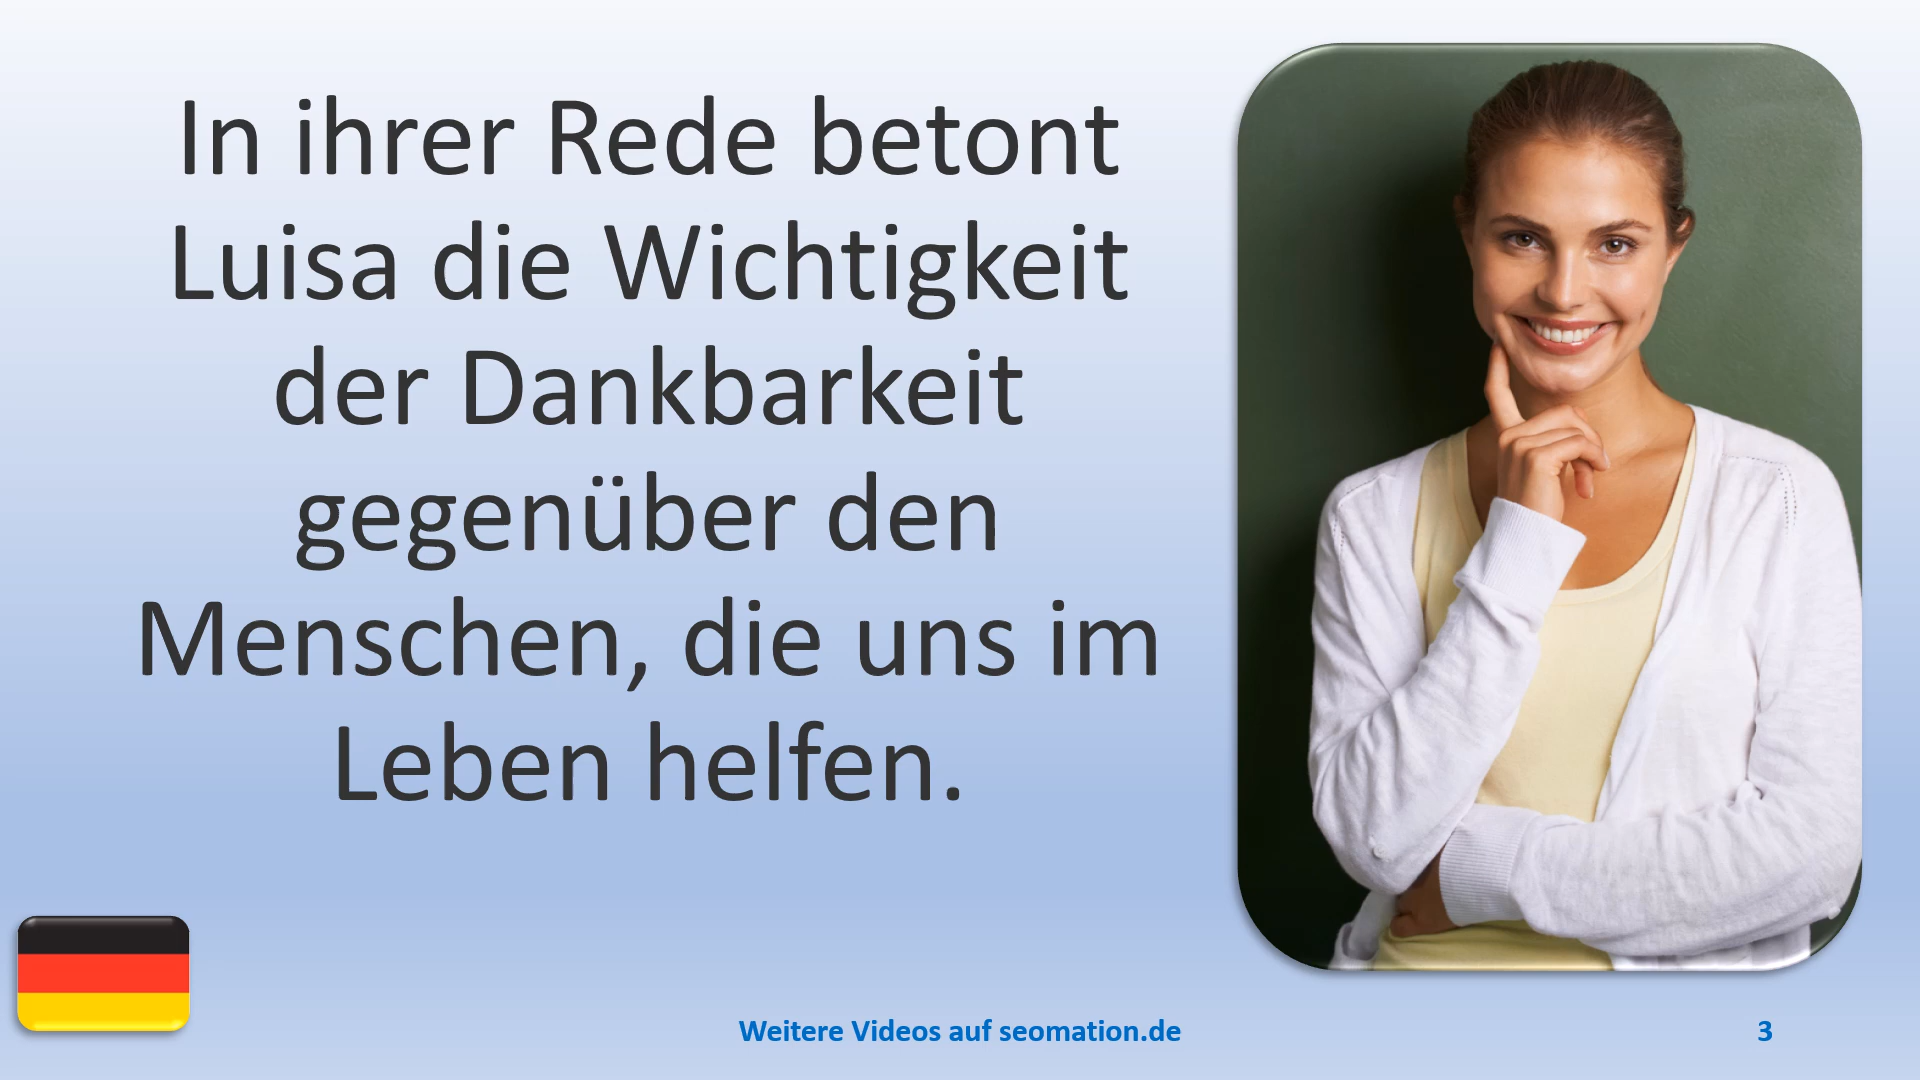 In ihrer Rede betont
Luisa die Wichtigkeit
der Dankbarkeit
gegenüber den
Menschen, die uns im
Leben helfen.
Weitere Videos auf seomation.de
3